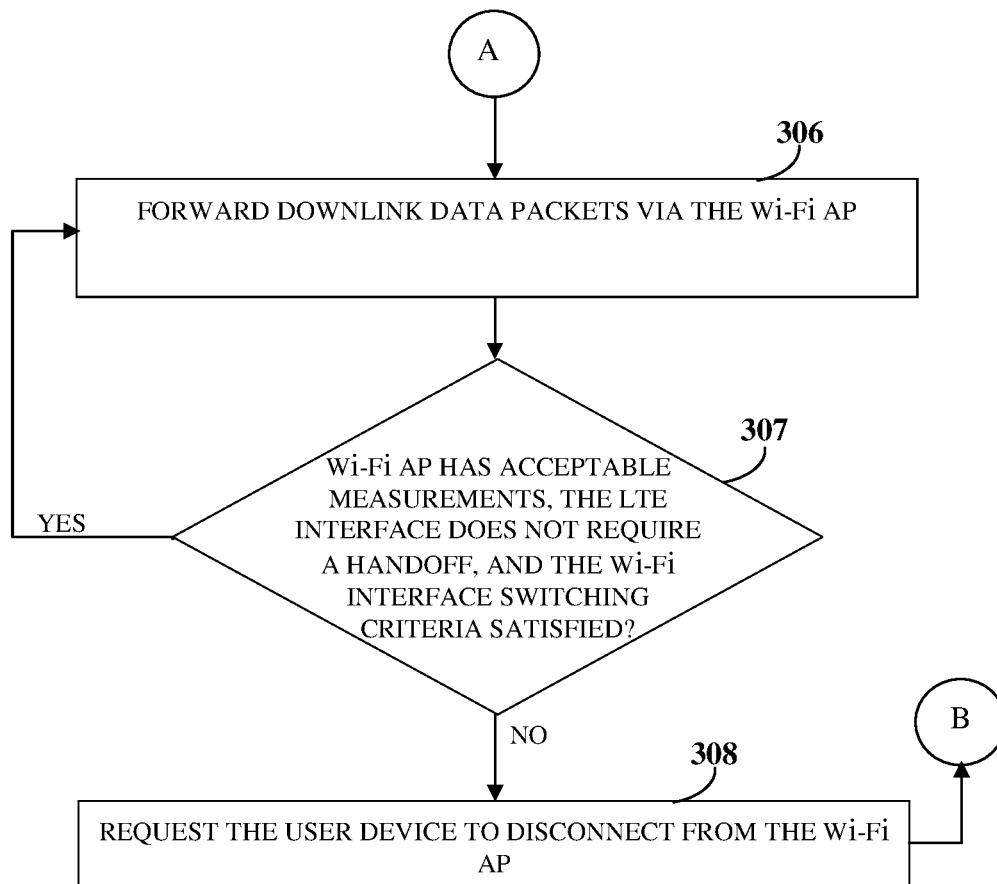 A
306
FORWARD DOWNLINK DATA PACKETS VIA THE Wi-Fi AP
307
Wi-Fi AP HAS ACCEPTABLE
MEASUREMENTS, THE LTE
INTERFACE DOES NOT REQUIRE
A HANDOFF, AND THE Wi-Fi
INTERFACE SWITCHING
CRITERIA SATISFIED?
YES
NO
B
308
REQUEST THE USER DEVICE TO DISCONNECT FROM THE Wi-Fi
AP